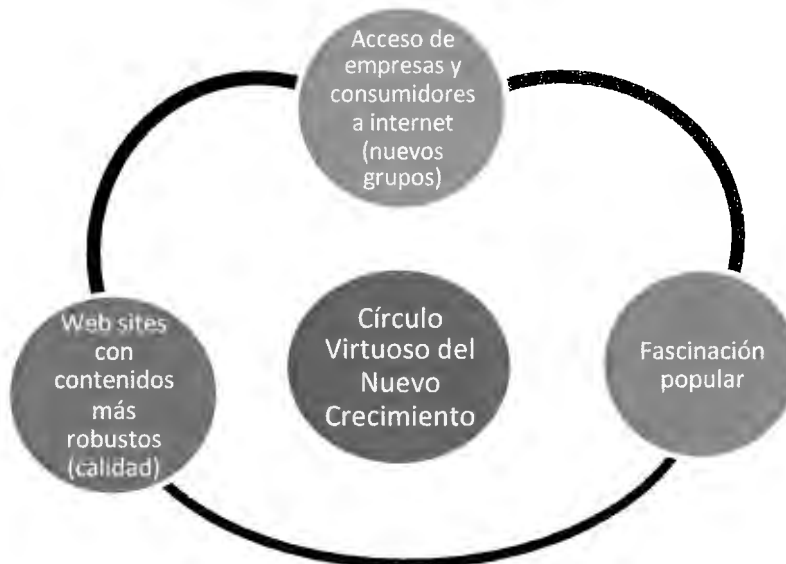 Acceso de
empresas y
consumidores
a internet
(nuevos
grupos)
Web sites
con
contenidos
más
robustos
(calidad)
Círculo
Virtuoso del
Nuevo
Crecimiento
Fascinación
popular